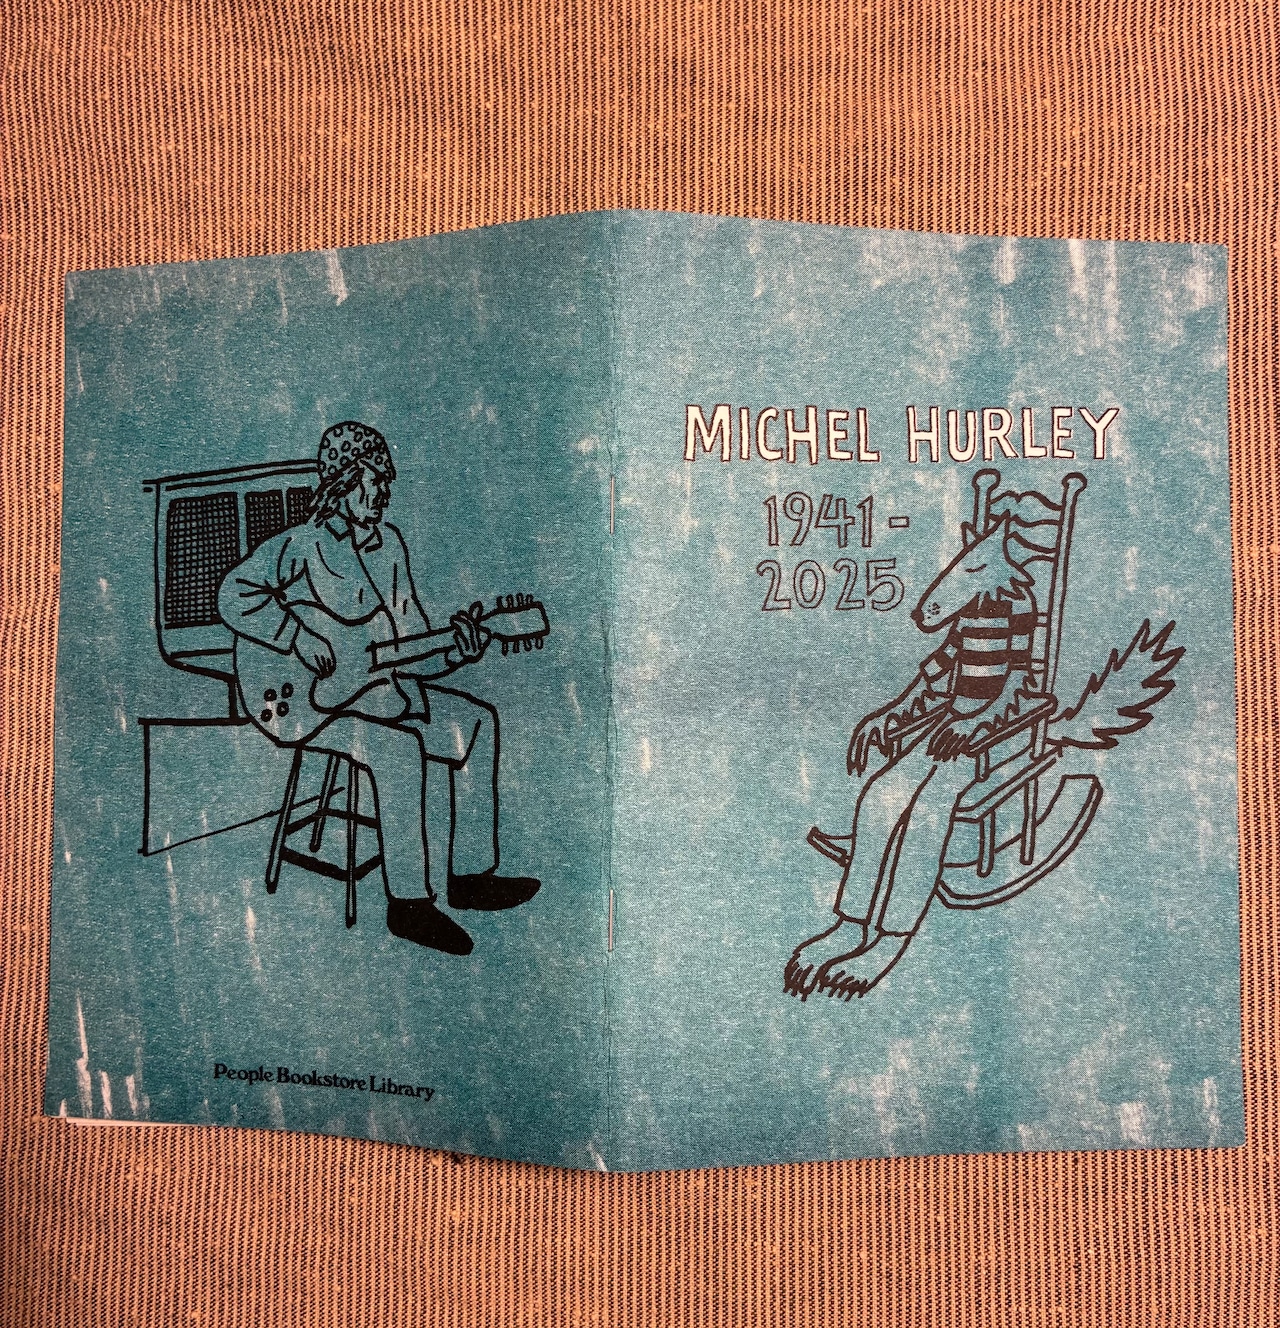 MICHEL HURLEY
1941-
2025
People Bookstore Library